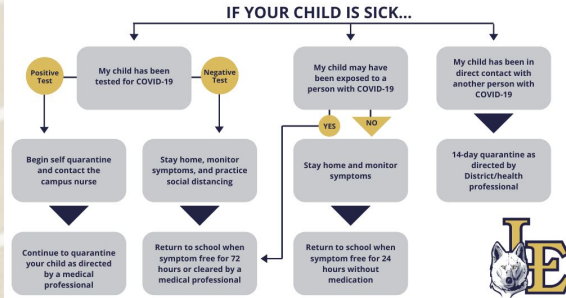 IF YOUR CHILD IS SICK...
Positive
Test
My child has been
tested for COVID-19
Negative
Test
My child may have
been exposed to a
person with COVID-19
My child has been in
direct contact with
another person with
COVID-19
YES
NO
Begin self quarantine
and contact the
campus nurse
Stay home, monitor
symptoms, and practice
social distancing
Stay home and monitor
symptoms
14-day quarantine as
directed by
District/health
professional
Continue to quarantine
your child as directed
by a medical
professional
Return to school when
symptom free for 72
hours or cleared by a
medical professional
Return to school when
symptom free for 24
hours without
medication
LE